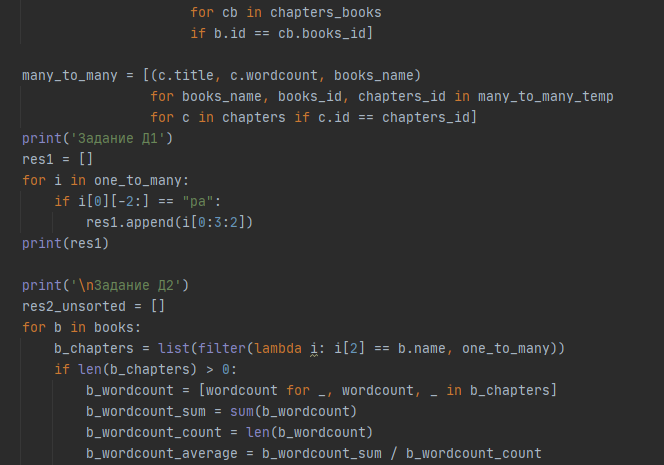 for cb in chapters_books
if b.id == cb.books_id]
many_to_many = [(c.title, c.wordcount, books_name)
for books_name, books_id, chapters_id in many_to_many_temp
for c in chapters if c.id == chapters_id]
print('Задание Д1')
res1 = []
for i in one_to_many:
if i[0][-2:] == "ра":
res1.append(i[0:3:2])
print(res1)
print('\nЗадание Д2')
res2_unsorted = []
for b in books:
b_chapters = list(filter(lambda i: i[2] == b.name, one_to_many))
if len(b_chapters) > 0:
b_wordcount = [wordcount for _, wordcount, _ in b_chapters]
b_wordcount_sum = sum(b_wordcount)
b_wordcount_count = len(b_wordcount)
b_wordcount_average = b_wordcount_sum / b_wordcount_count